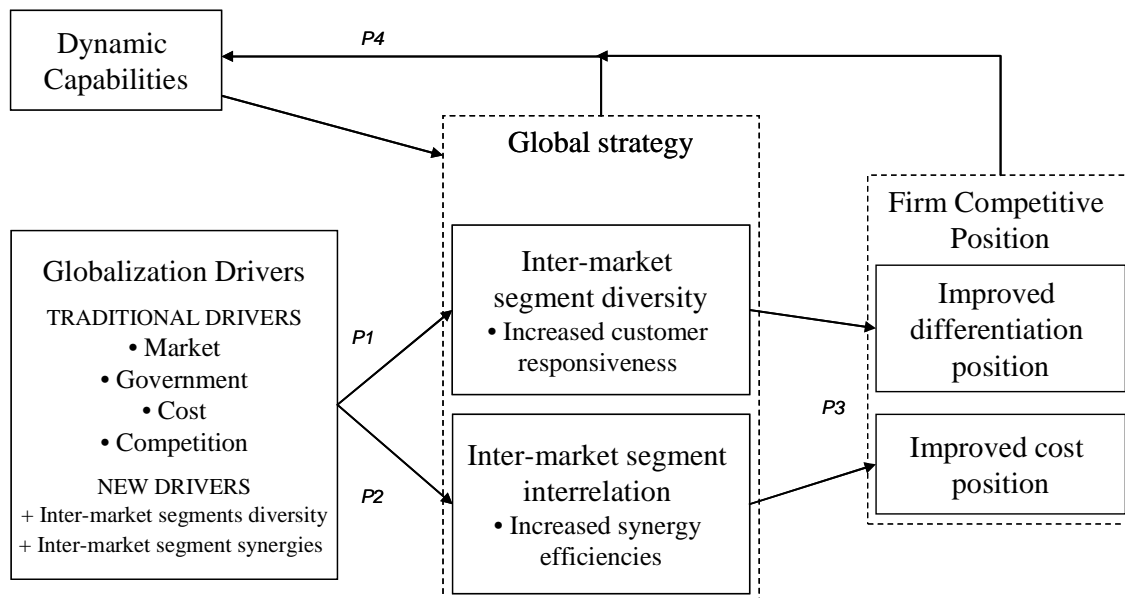 Dynamic
Capabilities
P4
Global strategy
Globalization Drivers
TRADITIONAL DRIVERS
• Market
• Government
• Cost
• Competition
NEW DRIVERS
+ Inter-market segments diversity
+ Inter-market segment synergies
P1
P2
Inter-market
segment diversity
• Increased customer
responsiveness
Inter-market segment
interrelation
• Increased synergy
efficiencies
P3
Firm Competitive
Position
Improved
differentiation
position
Improved cost
position